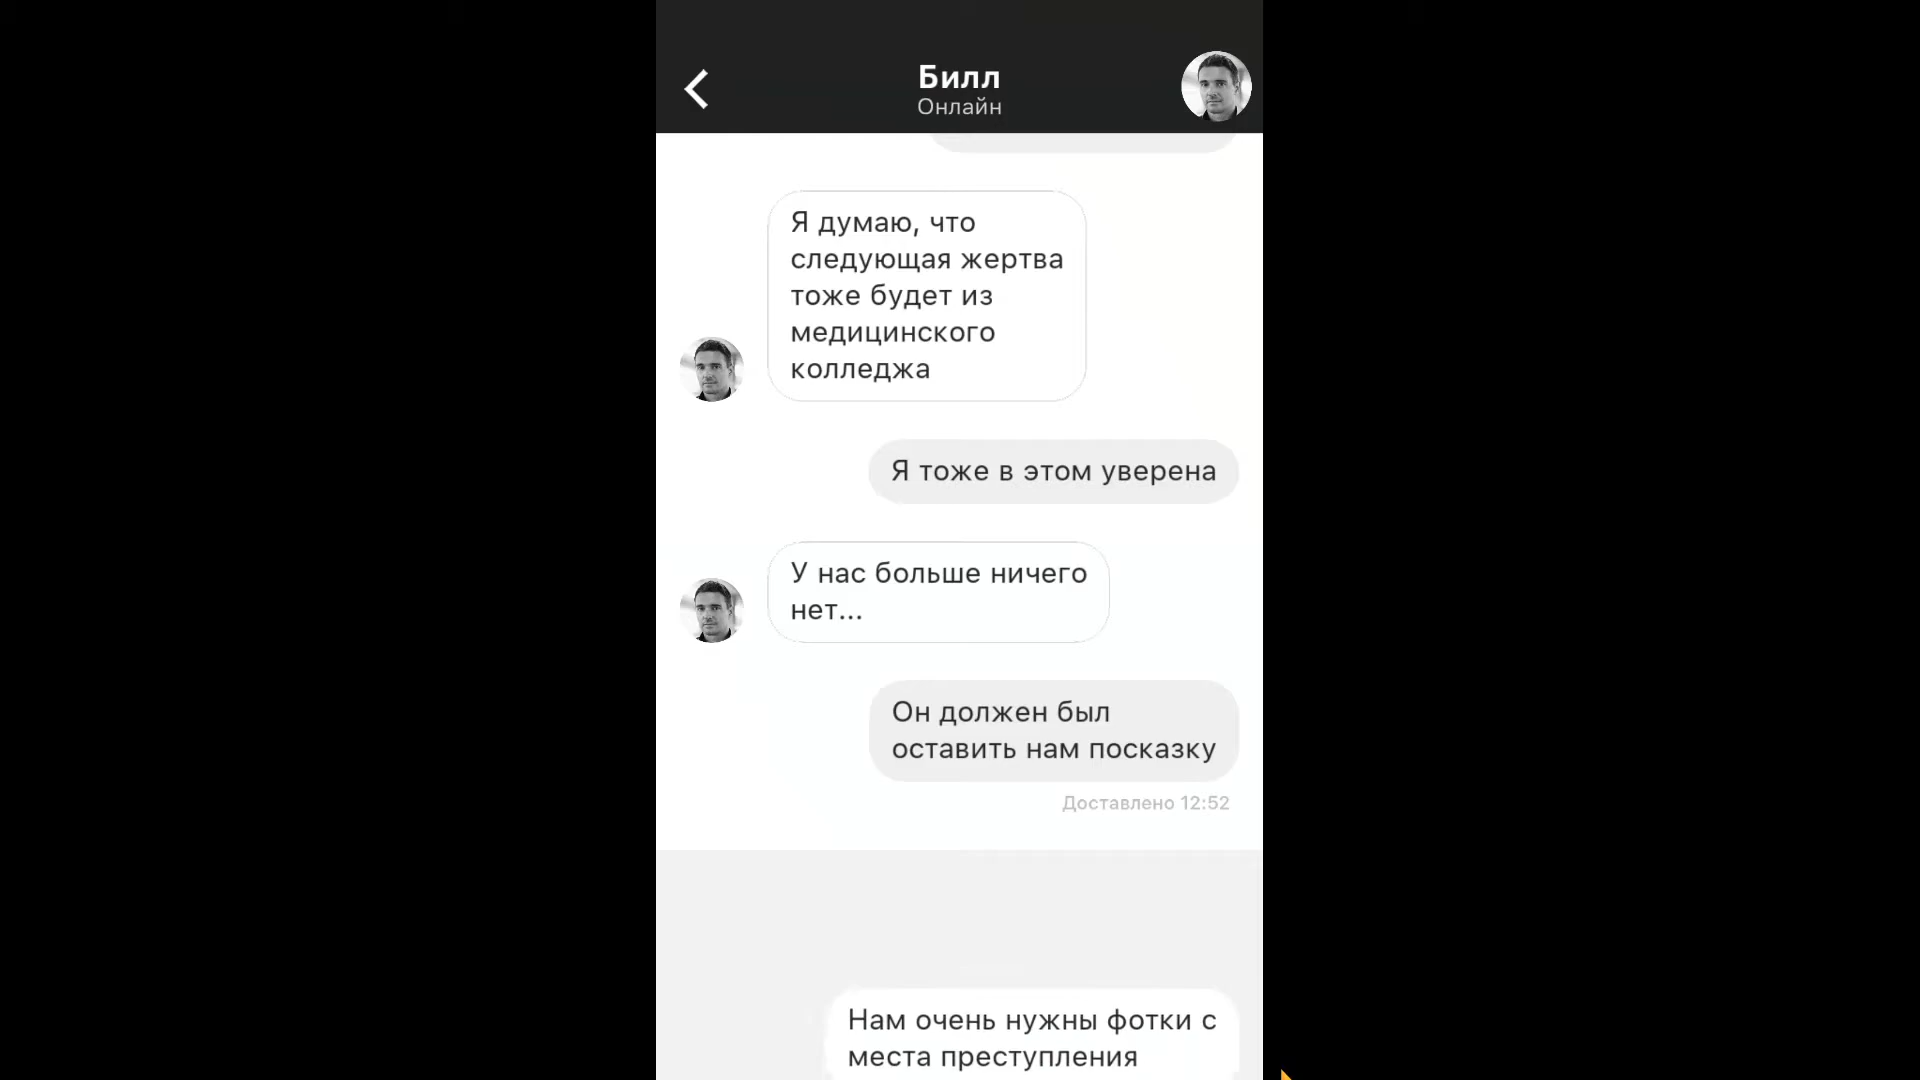 Билл
Онлайн
Я думаю, что
следующая жертва
тоже будет из
медицинского
колледжа
Я тоже в этом уверена
У нас больше ничего
нет...
Он должен был
оставить нам посказку
Доставлено 12:52
Нам очень нужны фотки с
места преступления